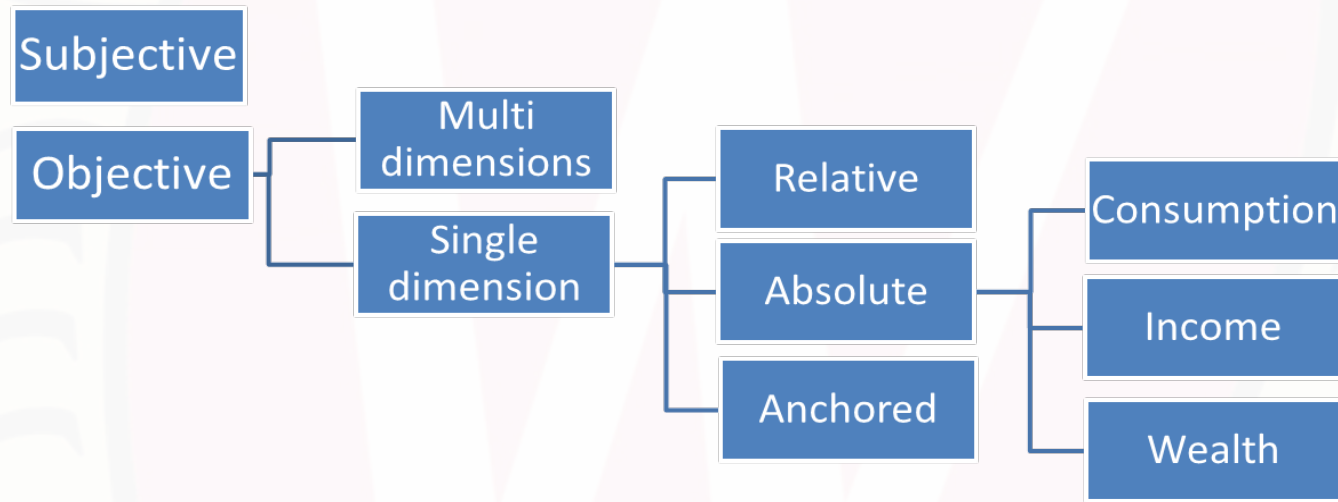 Subjective
Objective
Multi
dimensions
Single
dimension
Relative
Absolute
Anchored
Consumption
Income
Wealth